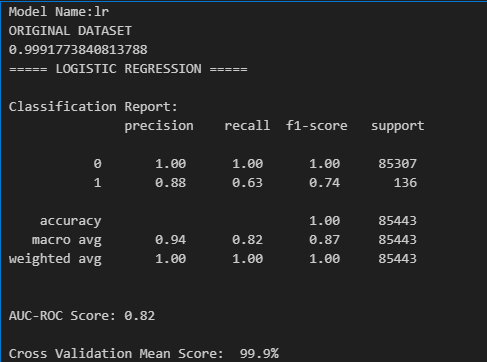 Model Name:lr
ORIGINAL DATASET
0.9991773840813788
===== LOGISTIC REGRESSION =====
Classification Report:
precision recall f1-score support
0 1.00 1.00 1.00 85307
1 0.88 0.63 0.74 136
accuracy 1.00 85443
macro avg 0.94 0.82 0.87 85443
weighted avg 1.00 1.00 1.00 85443
AUC-ROC Score: 0.82
Cross Validation Mean Score: 99.9%